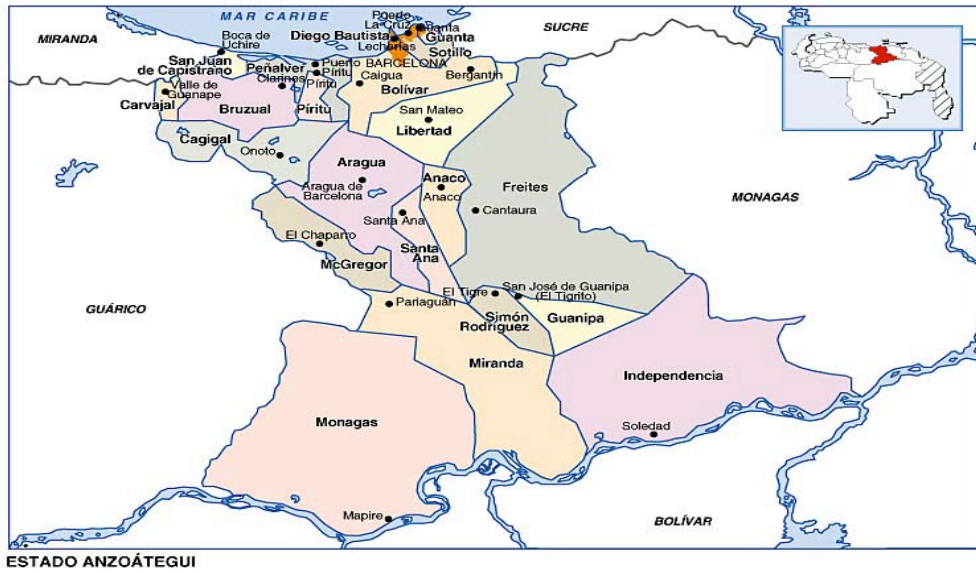 MAR CARIBE
MIRANDA
SUCRE
Boca de
Uchire
Puerto
La Cruz
Guanta
Diego Bautista
Lecherías
Guanta
Sotillo
BARCELONA
San Juan
de Capistrano
Peñalver
Clarines
Puerto
Píritu
Píritu
Caigua
Bergantín
Valle de
Guanape
Carvajal
Bruzual
Píritu
Bolívar
San Mateo
Libertad
Cagigal
Onoto
Aragua
Aragua de
Barcelona
Anaco
Anaco
Freites
Cantaura
MONAGAS
Santa Ana
El Chaparro
Santa
Ana
McGregor
GUÁRICO
Pariaguán
El Tigre
San José de Guanipa
(El Tigrito)
Simón
Rodríguez
Guanipa
Miranda
Independencia
Monagas
Soledad
Mapire
BOLÍVAR
ESTADO ANZOÁTEGUI